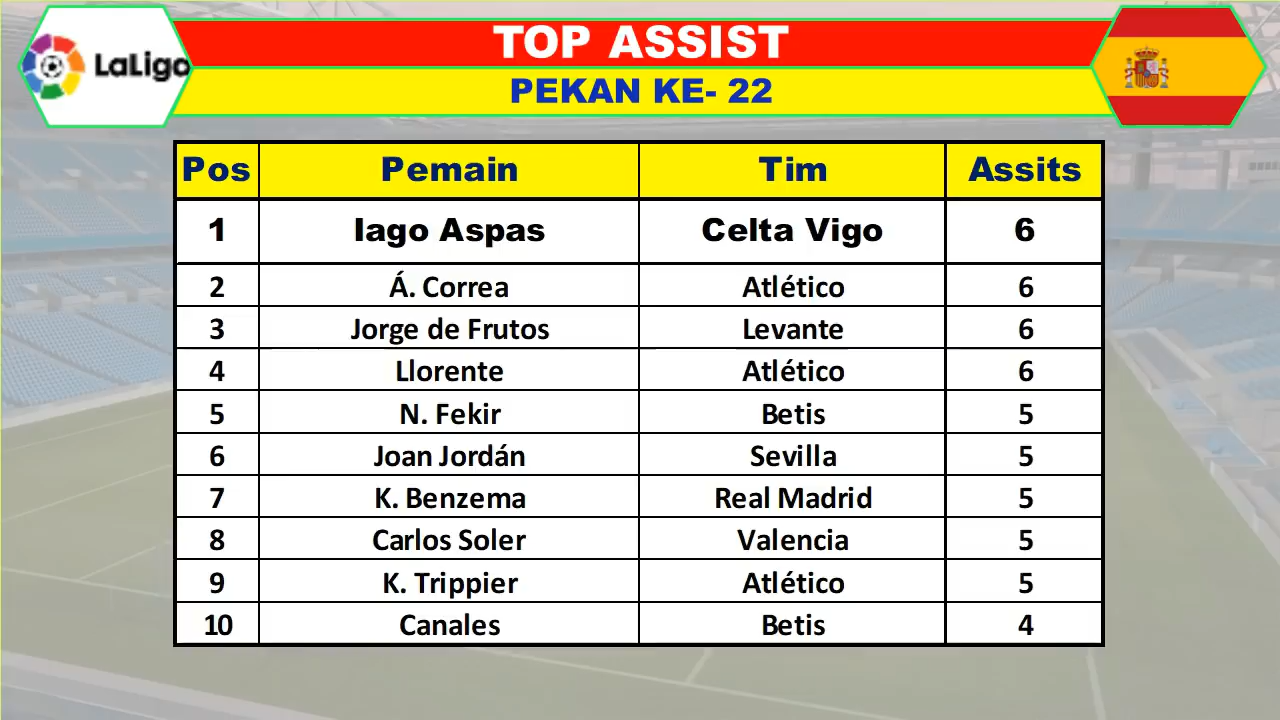 LaLiga
TOP ASSIST
PEKAN KE- 22
Pos Pemain Tim Assits
1 Iago Aspas Celta Vigo 6
2 Á. Correa Atlético 6
3 Jorge de Frutos Levante 6
4 Llorente Atlético 6
5 N. Fekir Betis 5
6 Joan Jordán Sevilla 5
7 K. Benzema Real Madrid 5
8 Carlos Soler Valencia 5
9 K. Trippier Atlético 5
10 Canales Betis 4